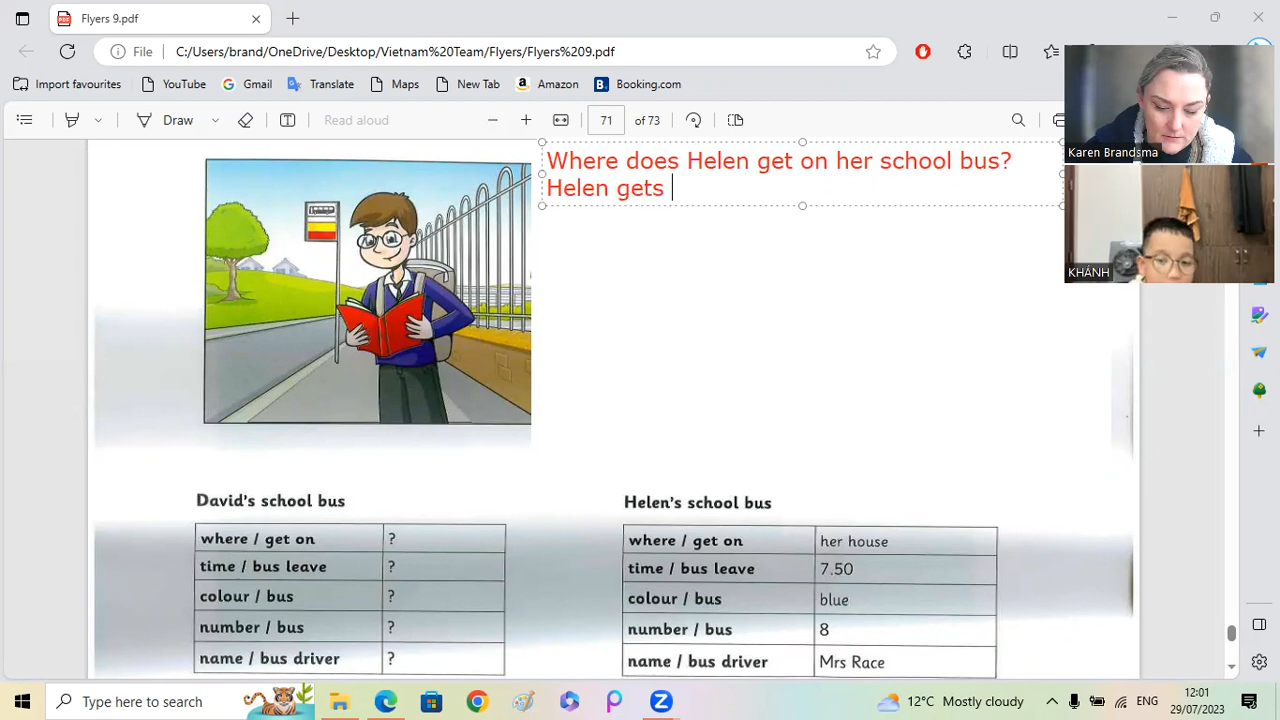 Flyers 9.pdf
File C:/Users/brand/OneDrive/Desktop/Vietnam%20Team/Flyers/Flyers%209.pdf
Import favourites YouTube Gmail Translate Maps New Tab Amazon Booking.com
Draw Read aloud 71 of 73
Where does Helen get on her school bus?
Helen gets
Karen Brandsma
KHÁNH
David's school bus
where / get on ?
time / bus leave ?
colour / bus ?
number / bus ?
name / bus driver ?
Helen's school bus
where / get on her house
time / bus leave 7.50
colour / bus blue
number / bus 8
name / bus driver Mrs Race
Type here to search 12°C Mostly cloudy ENG 12:01
29/07/2023